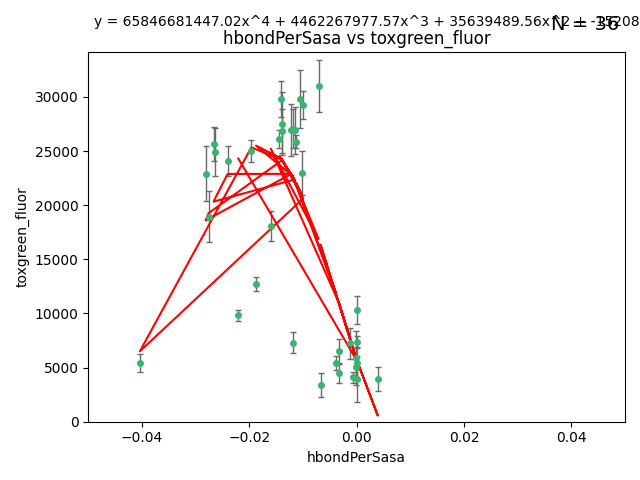 y = 65846681447.02x^4 + 4462267977.57x^3 + 35639489.56x^2 + -15208
N = 36
hbondPerSasa vs toxgreen_fluor
30000
25000
20000
15000
10000
5000
0
toxgreen_fluor
−0.04
−0.02
0.00
0.02
0.04
hbondPerSasa